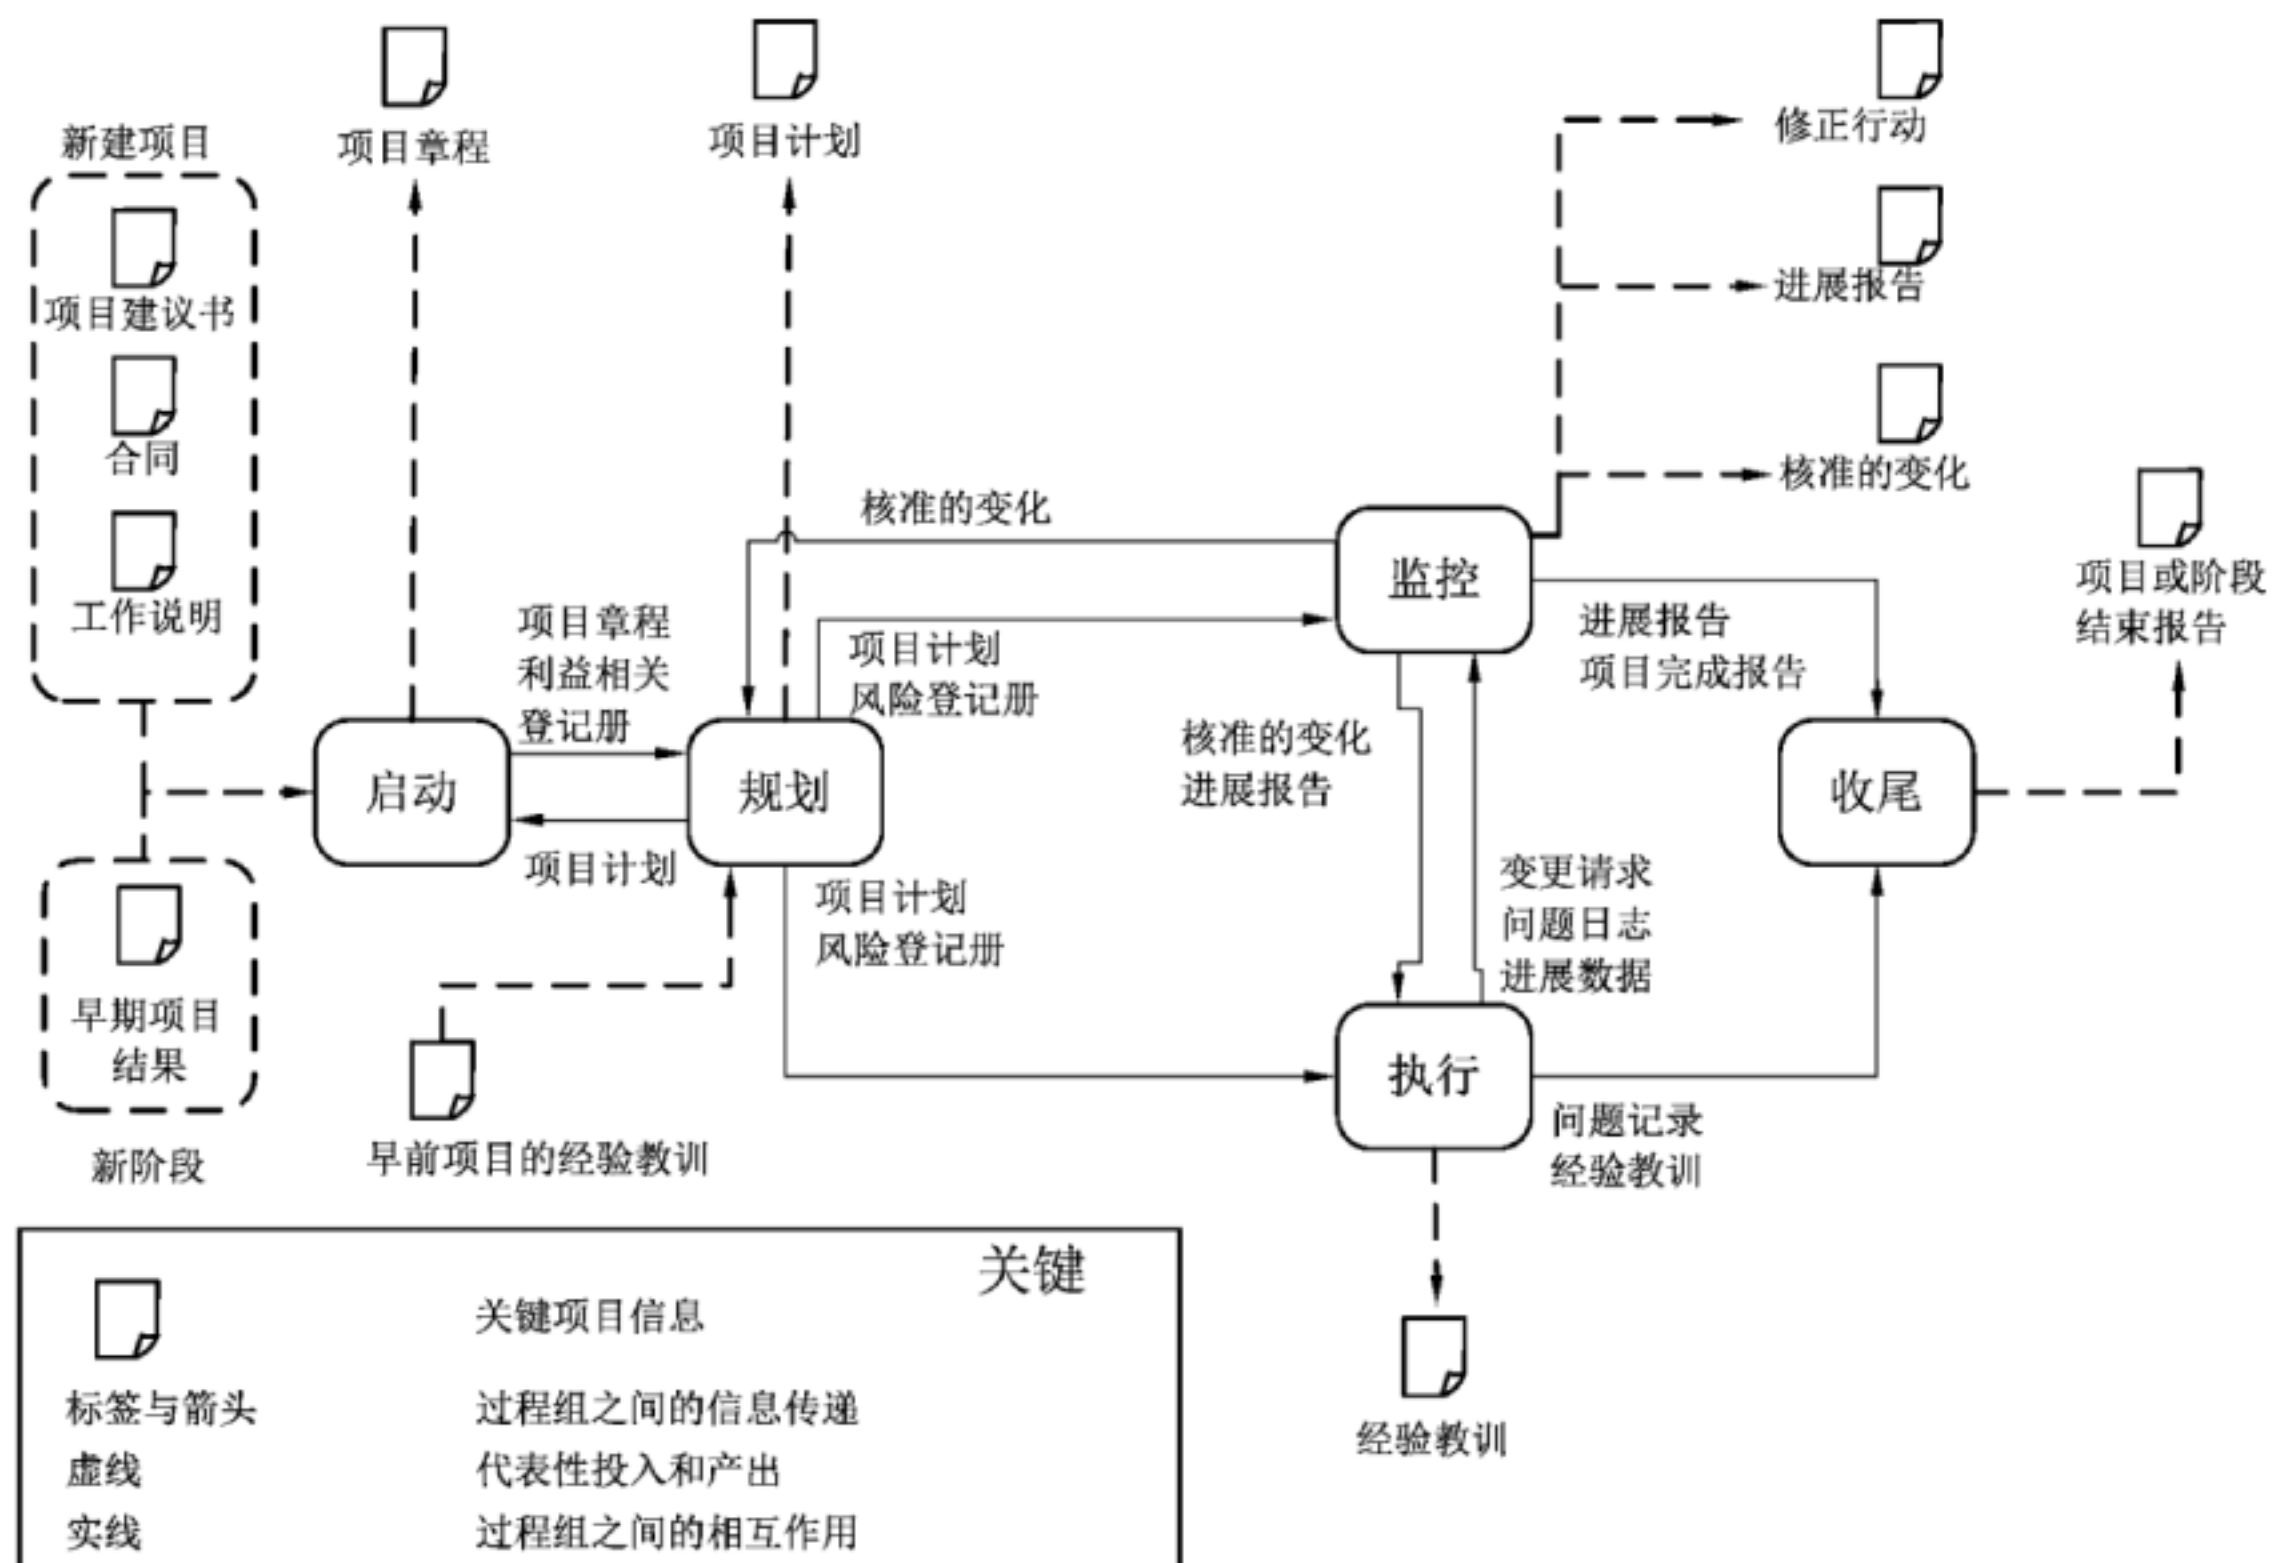 新建项目
项目建议书
合同
工作说明
早期项目
结果
新阶段
项目章程
项目计划
修正行动
进展报告
核准的变化
核准的变化
监控
项目或阶段
结束报告
项目章程
利益相关
登记册
项目计划
风险登记册
进展报告
项目完成报告
核准的变化
进展报告
启动
规划
收尾
项目计划
项目计划
风险登记册
变更请求
问题日志
进展数据
执行
早前项目的经验教训
问题记录
经验教训
经验教训
关键
关键项目信息
标签与箭头 过程组之间的信息传递
虚线 代表性投入和产出
实线 过程组之间的相互作用